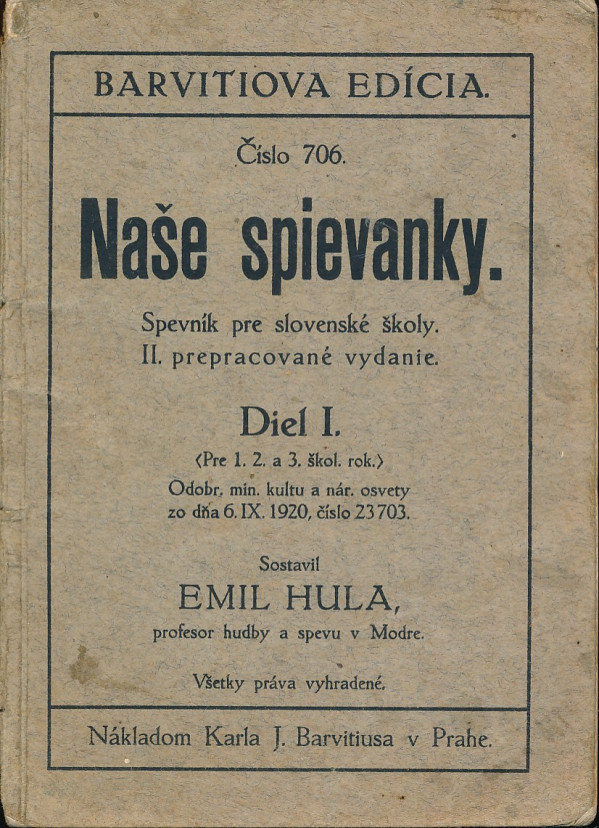 BARVITIOVA EDÍCIA.
Číslo 706.
Naše spievanky.
Spevník pre slovenské školy.
II. prepracované vydanie.
Diel I.
(Pre 1. 2. a 3. škol. rok.)
Odobr. min. kultu a nár. osvety
zo dňa 6. IX. 1920, číslo 23703.
Sostavil
EMIL HULA,
profesor hudby a spevu v Modre.
Všetky práva vyhradené.
Nákladom Karla J. Barvitiusa v Prahe.